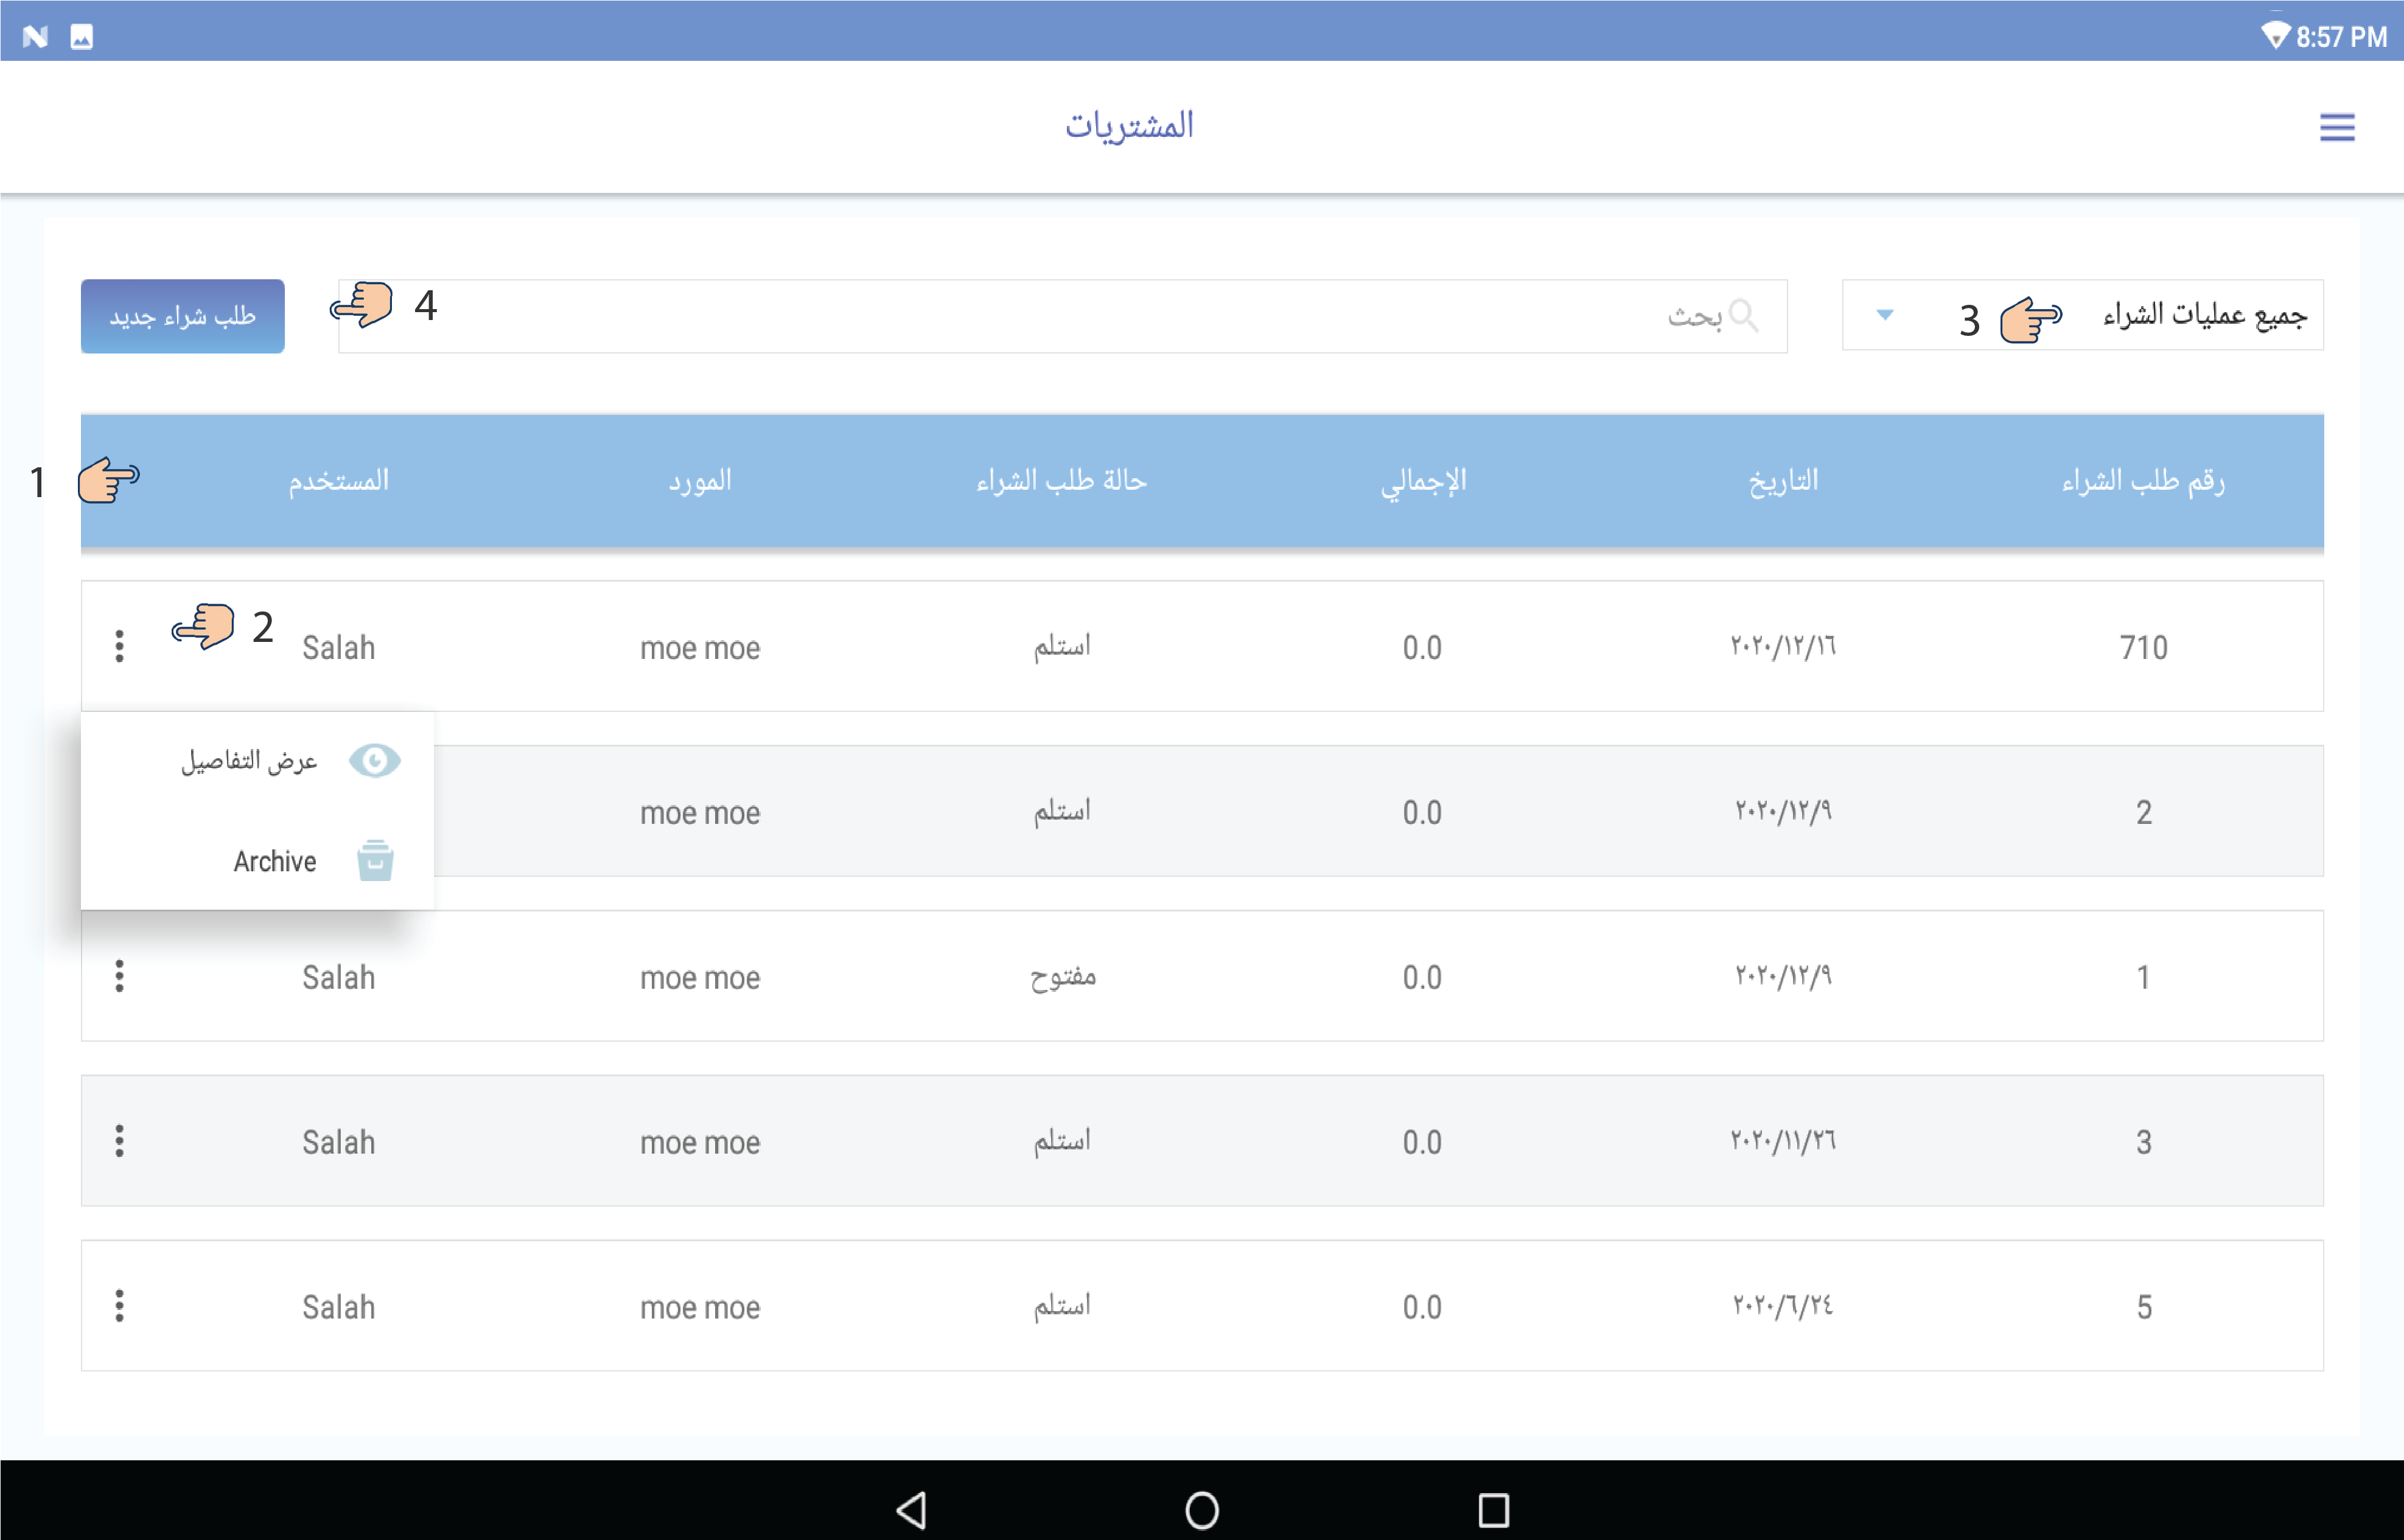 8:57 PM
المشتريات
جميع عمليات الشراء 3 بحث 4 طلب شراء جديد
رقم طلب الشراء التاريخ الإجمالي حالة طلب الشراء المورد المستخدم 1
710 ٢٠٢٠/١٢/١٦ 0.0 استلم moe moe Salah 2
عرض التفاصيل
2 ٢٠٢٠/١٢/٩ 0.0 استلم moe moe
Archive
1 ٢٠٢٠/١٢/٩ 0.0 مفتوح moe moe Salah
3 ٢٠٢٠/١١/٢٦ 0.0 استلم moe moe Salah
5 ٢٠٢٠/٦/٢٤ 0.0 استلم moe moe Salah